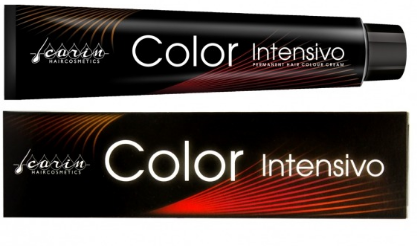 carin
HAIRCOSMETICS
Color Intensivo
PERMANENT HAIR COLOUR CREAM
carin
HAIRCOSMETICS
Color Intensivo